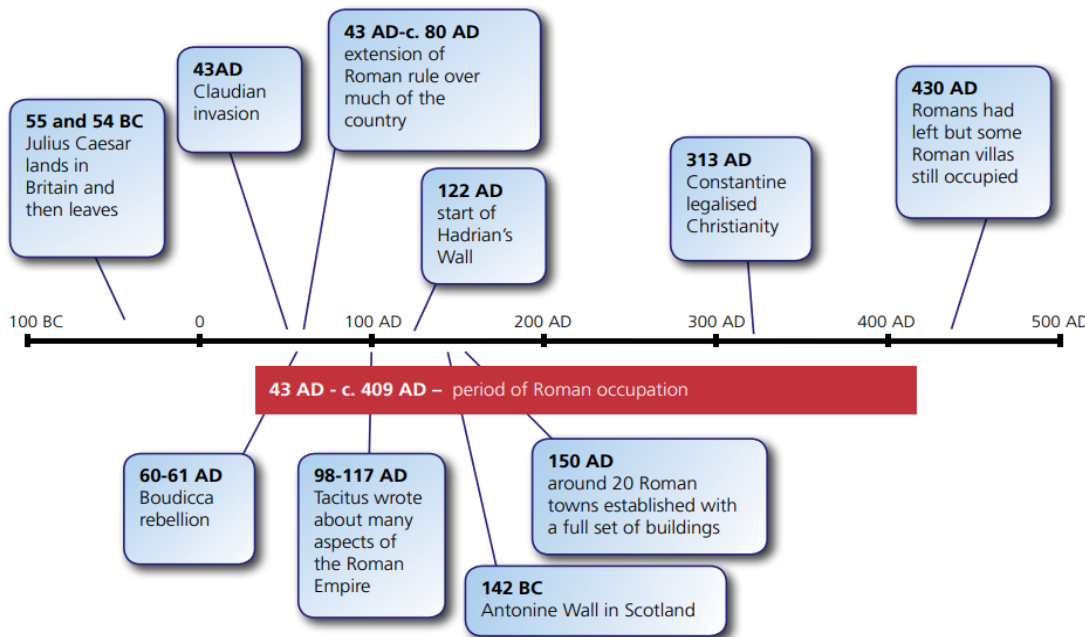 55 and 54 BC
Julius Caesar
lands in
Britain and
then leaves
43AD
Claudian
invasion
43 AD-c. 80 AD
extension of
Roman rule over
much of the
country
122 AD
start of
Hadrian’s
Wall
313 AD
Constantine
legalised
Christianity
430 AD
Romans had
left but some
Roman villas
still occupied
100 BC 0 100 AD 200 AD 300 AD 400 AD 500 AD
43 AD - c. 409 AD – period of Roman occupation
60-61 AD
Boudicca
rebellion
98-117 AD
Tacitus wrote
about many
aspects of
the Roman
Empire
142 BC
Antonine Wall in Scotland
150 AD
around 20 Roman
towns established with
a full set of buildings